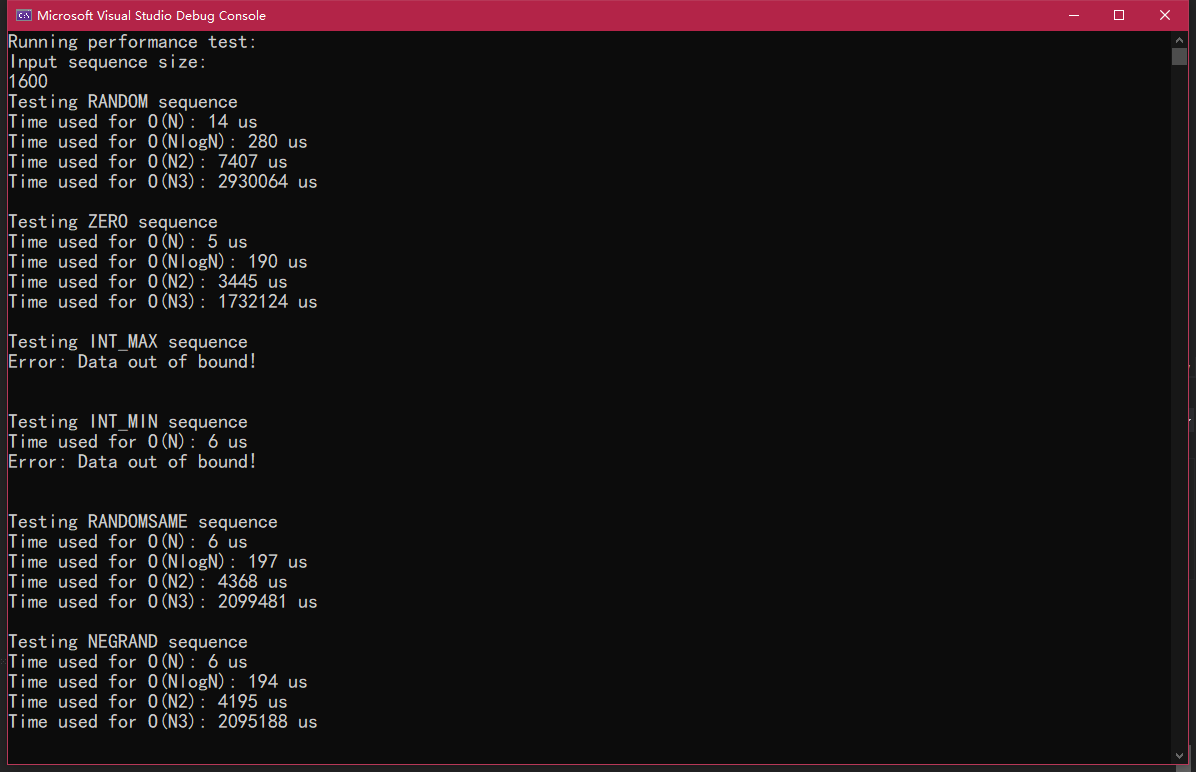 Microsoft Visual Studio Debug Console
Running performance test:
Input sequence size:
1600
Testing RANDOM sequence
Time used for O(N): 14 us
Time used for O(NlogN): 280 us
Time used for O(N2): 7407 us
Time used for O(N3): 2930064 us
Testing ZERO sequence
Time used for O(N): 5 us
Time used for O(NlogN): 190 us
Time used for O(N2): 3445 us
Time used for O(N3): 1732124 us
Testing INT_MAX sequence
Error: Data out of bound!
Testing INT_MIN sequence
Time used for O(N): 6 us
Error: Data out of bound!
Testing RANDOMSAME sequence
Time used for O(N): 6 us
Time used for O(NlogN): 197 us
Time used for O(N2): 4368 us
Time used for O(N3): 2099481 us
Testing NEGRAND sequence
Time used for O(N): 6 us
Time used for O(NlogN): 194 us
Time used for O(N2): 4195 us
Time used for O(N3): 2095188 us